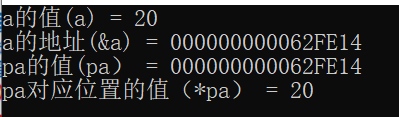 a的值(a) = 20
a的地址(&a) = 000000000062FE14
pa的值(pa） = 000000000062FE14
pa对应位置的值（*pa） = 20